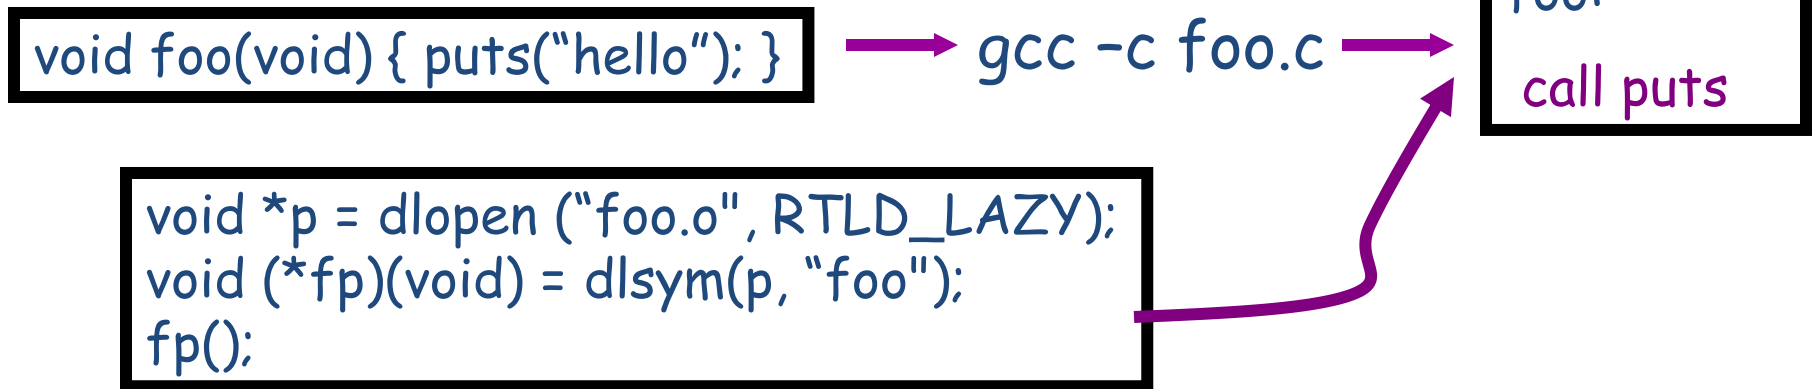 void foo(void) { puts(“hello”); }
gcc –c foo.c
call puts
void *p = dlopen (“foo.o", RTLD_LAZY);
void (*fp)(void) = dlsym(p, “foo");
fp();